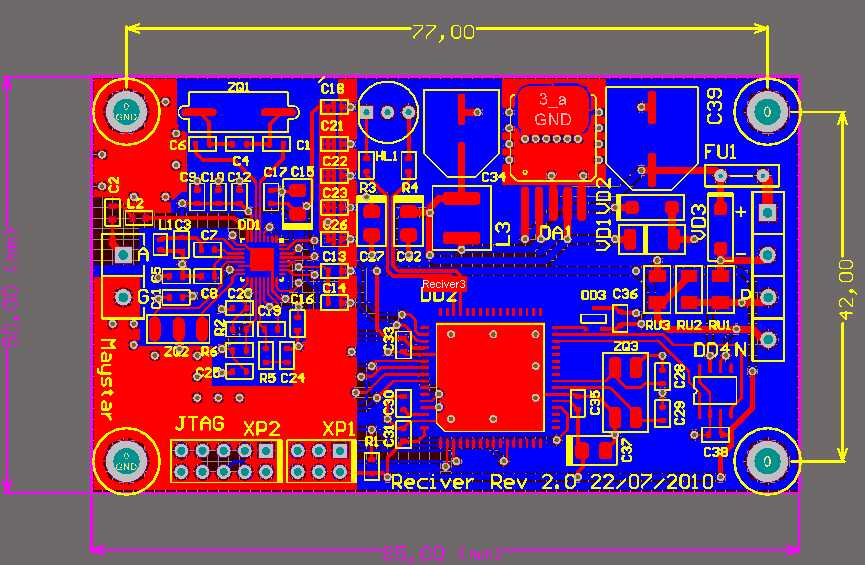 77,00
ZQ1
C18
C39
GND
3_a
GND
0
C21
C6
C4
C1
HL1
FU1
C22
C34
C9
C10
C12
C17
C15
R3
R4
C2
L2
C23
VD2
VD3
+
L1
C3
DD1
C26
L3
DA1
VD1
C7
C27
C32
-
A
C13
42,00
C5
C8
C14
Reciver3
DD2
G
C20
C16
DD3
C36
P
85,00 (mm)
C19
RU3
RU2
RU1
R2
C33
ZQ2
R6
ZQ3
DD4
N
Maystar
C25
R5
C24
C28
C30
C35
C29
JTAG
XP2
XP1
C31
R1
C37
C38
GND
0
Reciver Rev 2.0 22/07/2010